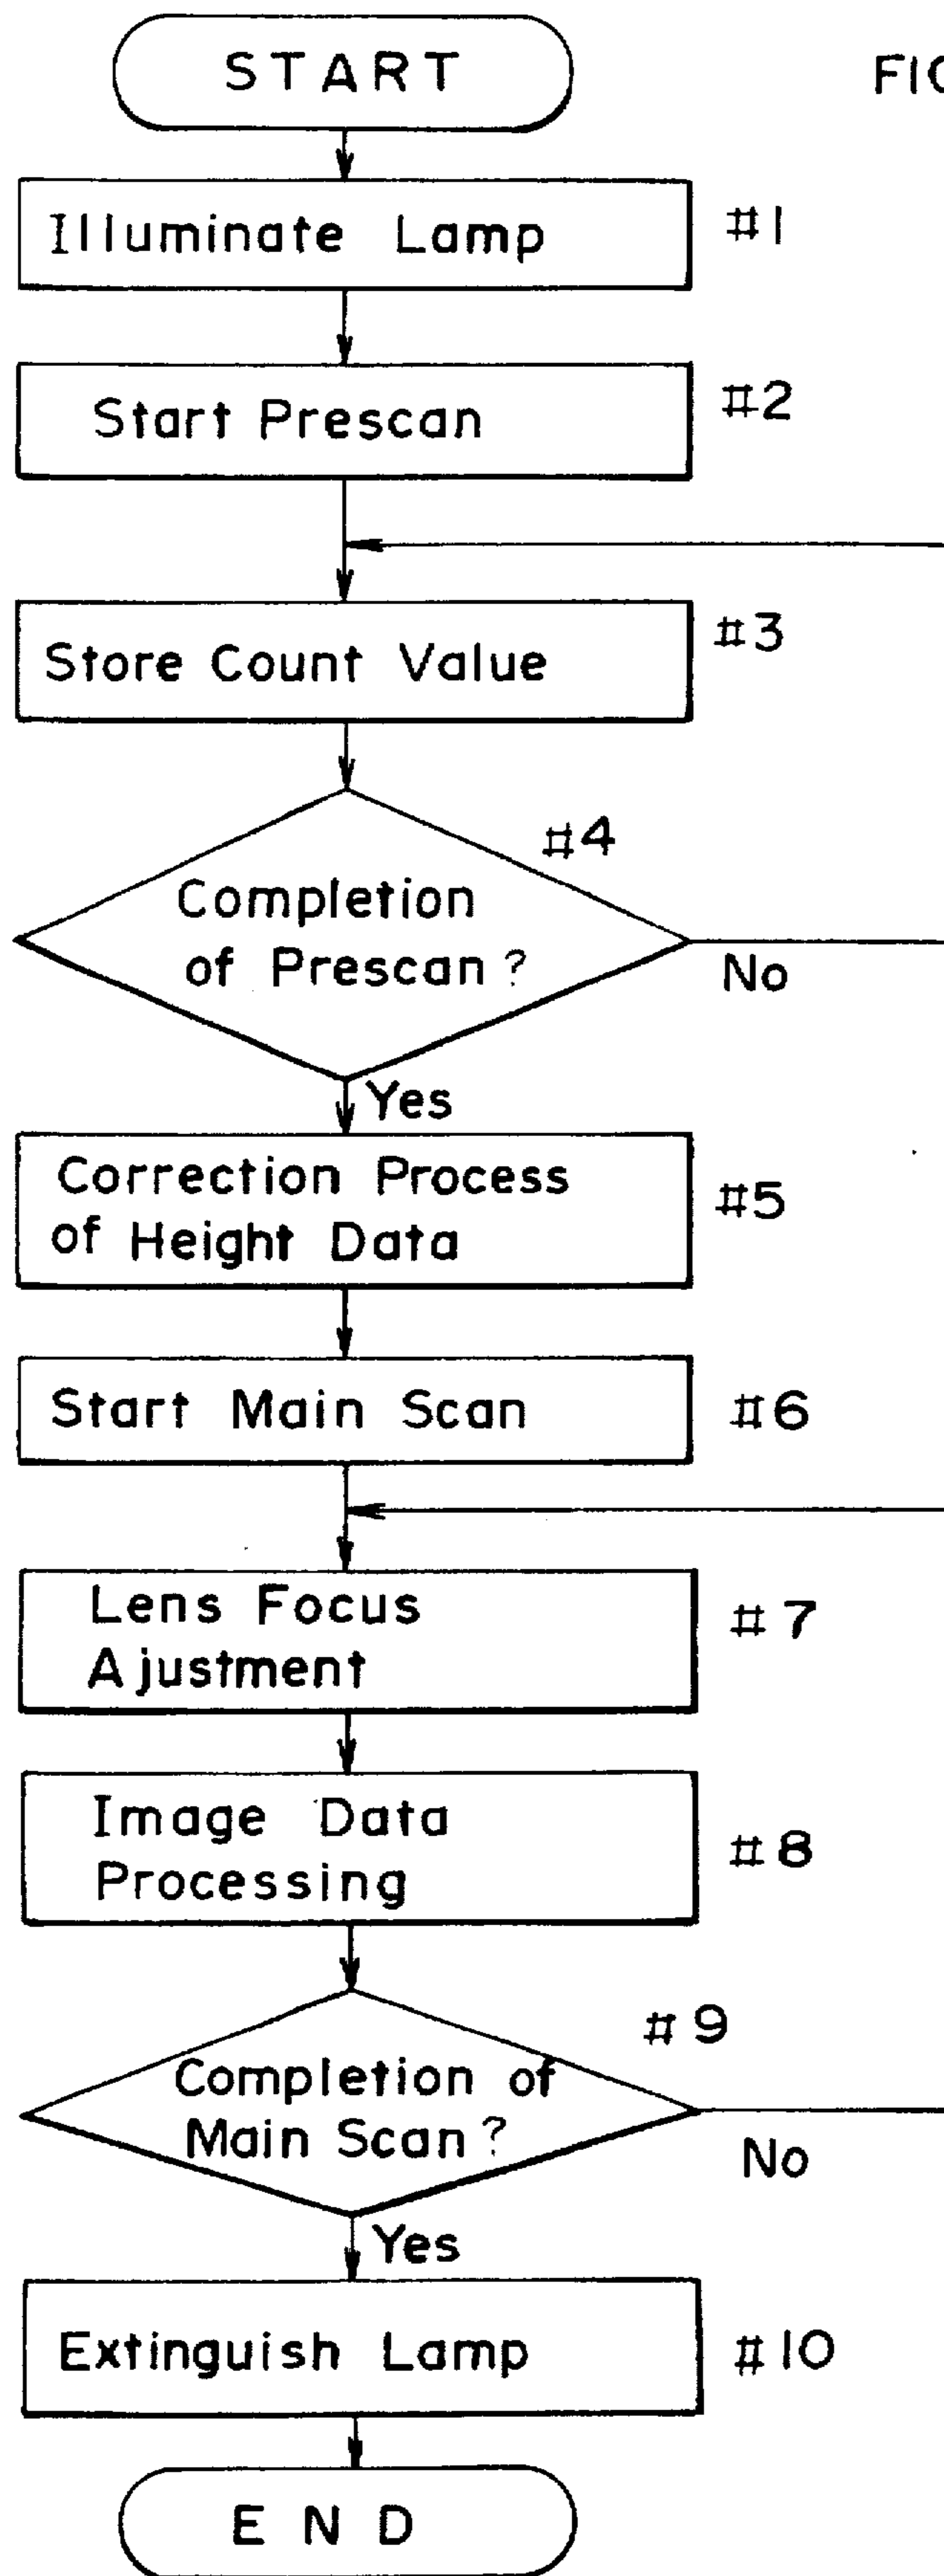 START
FIG
Illuminate Lamp #1
Start Prescan #2
Store Count Value #3
#4
Completion
of Prescan?
No
Yes
Correction Process
of Height Data
#5
Start Main Scan #6
Lens Focus
Ajustment
#7
Image Data
Processing
#8
#9
Completion of
Main Scan?
No
Yes
Extinguish Lamp #10
END